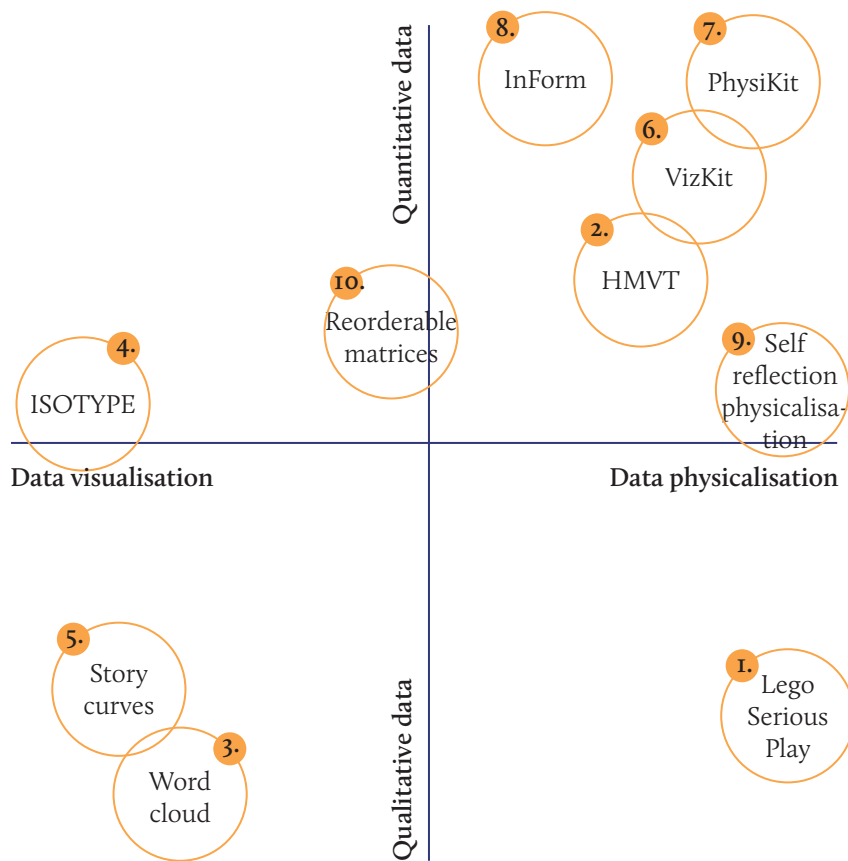 8.
InForm
7.
PhysiKit
Quantitative data
6.
VizKit
2.
HMVT
10.
Reorderable
matrices
9.
Self
reflection
physicalisa-
tion
4.
ISOTYPE
Data visualisation
Data physicalisation
5.
Story
curves
3.
Word
cloud
Qualitative data
1.
Lego
Serious
Play